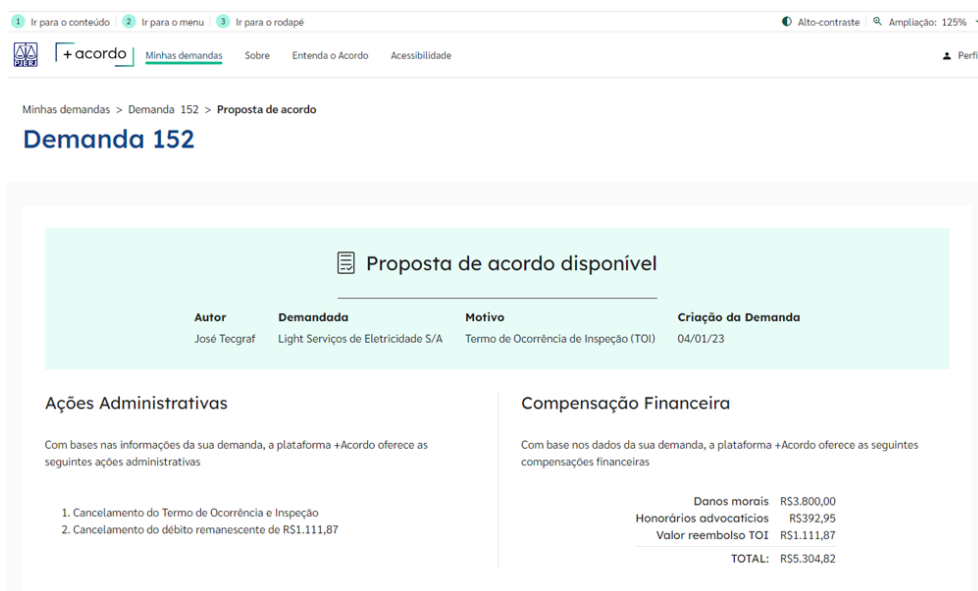 1 Ir para o conteúdo 2 Ir para o menu 3 Ir para o rodapé
Alto-contraste Ampliação: 125%
PJERJ
+acordo
Minhas demandas Sobre Entenda o Acordo Acessibilidade
Perfi
Minhas demandas > Demanda 152 > Proposta de acordo
Demanda 152
Proposta de acordo disponível
Autor Demandada Motivo Criação da Demanda
José Tecgraf Light Serviços de Eletricidade S/A Termo de Ocorrência de Inspeção (TOI) 04/01/23
Ações Administrativas
Com bases nas informações da sua demanda, a plataforma +Acordo oferece as
seguintes ações administrativas
1. Cancelamento do Termo de Ocorrência e Inspeção
2. Cancelamento do débito remanescente de R$1.111,87
Compensação Financeira
Com base nos dados da sua demanda, a plataforma +Acordo oferece as seguintes
compensações financeiras
Danos morais R$3.800,00
Honorários advocatícios R$392,95
Valor reembolso TOI R$1.111,87
TOTAL: R$5.304,82